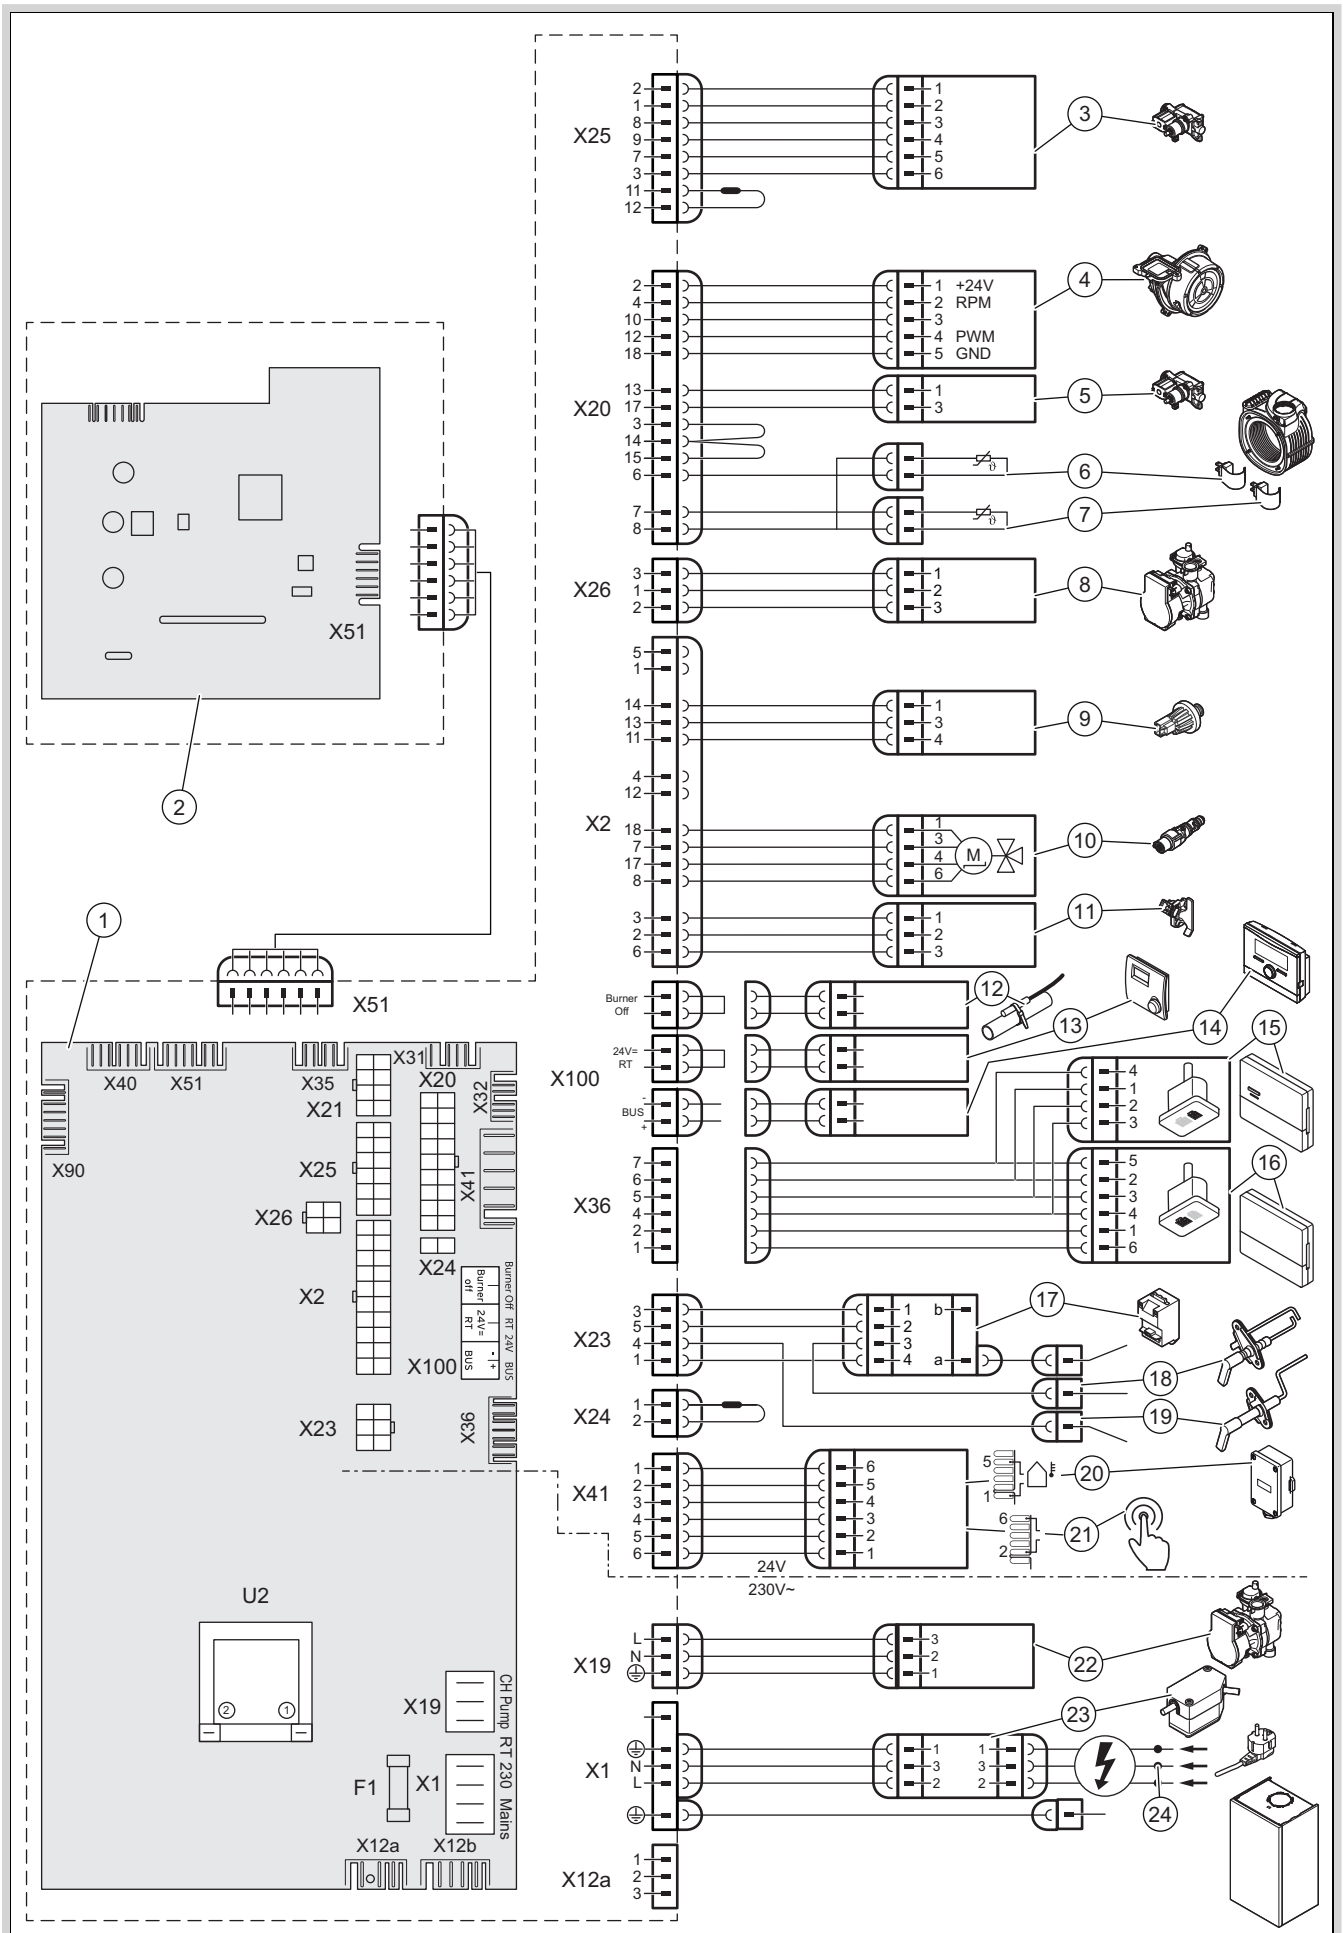 X25
2
1
8
9
7
3
11
12
1
2
3
4
5
6
3
X20
2
4
10
12
18
13
17
3
14
15
6
7
8
1 +24V
2 RPM
3
4 PWM
5 GND
4
1
3
5
ϑ
6
ϑ
7
X26
3
1
2
1
2
3
8
X2
5
1
14
13
11
4
12
18
7
17
8
3
2
6
1
3
4
9
1
3
4
6
M
10
1
2
3
11
X51
2
1
X51
X100
Burner
Off
24V=
RT
-
BUS
+
12
13
14
X36
7
6
5
4
2
1
4
1
2
3
15
5
2
3
4
1
6
16
X23
3
5
4
1
1
2
3
4
b
a
17
18
19
X24
1
2
X41
1
2
3
4
5
6
6
5
4
3
2
1
5
1
20
6
2
21
24V
230V~
X19
L
N
3
2
1
22
X1
N
L
1
3
2
1
3
2
23
24
X12a
1
2
3
X40
X51
X35
X31
X21
X20
X32
X90
X25
X41
X26
X24
X2
X100
Burner
off
24V=
RT
BUS
- +
Burner Off RT 24V BUS
X23
X36
U2
2
1
X19
CH Pump RT 230 Mains
F1
X1
X12a
X12b